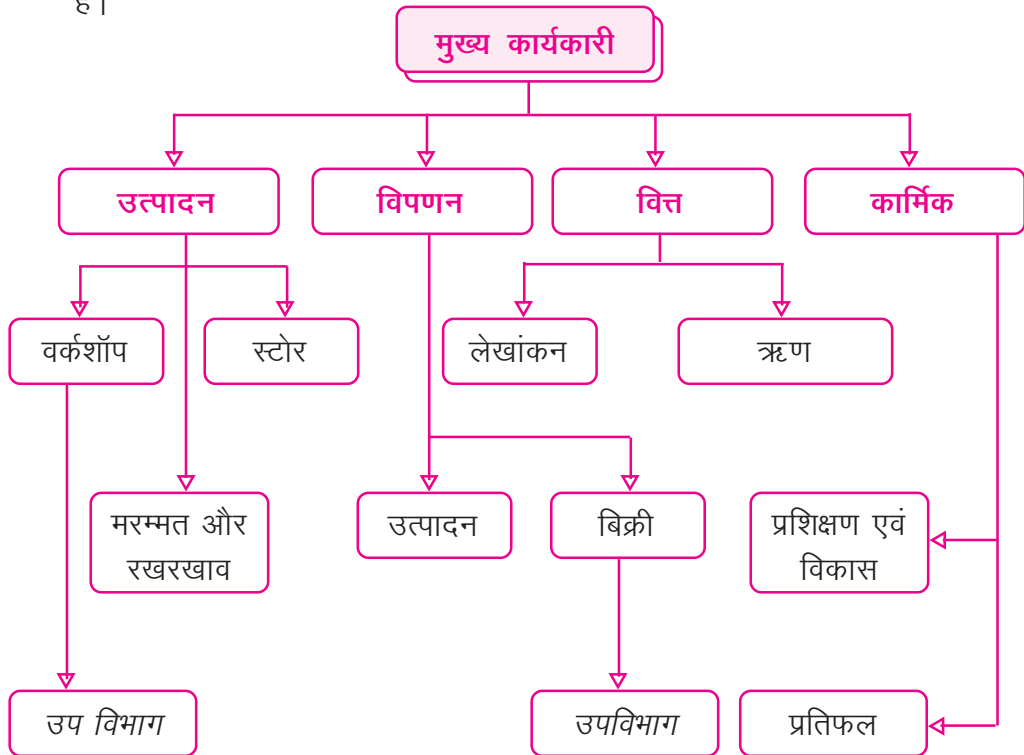 है।
मुख्य कार्यकारी
उत्पादन
विपणन
वित्त
कार्मिक
वर्कशॉप
स्टोर
लेखांकन
ऋण
मरम्मत और
रखरखाव
उत्पादन
बिक्री
प्रशिक्षण एवं
विकास
उप विभाग
उपविभाग
प्रतिफल